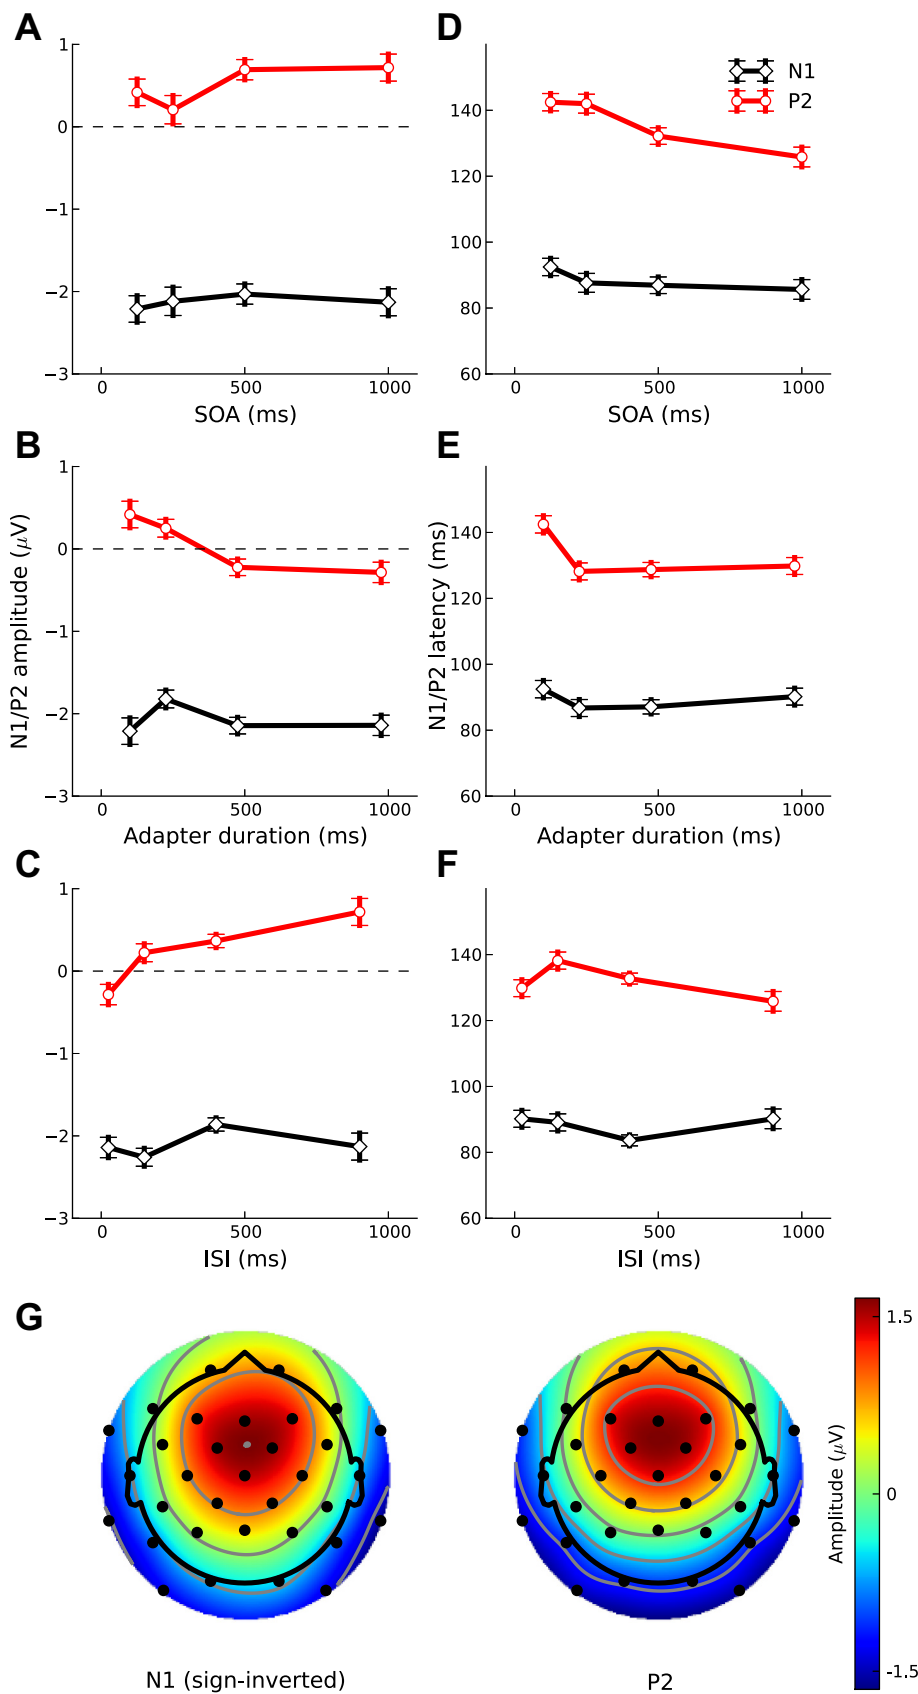 A
1
0
−1
−2
−3
0
500
1000
SOA (ms)
D
N1
P2
140
120
100
80
60
0
500
1000
SOA (ms)
B
1
0
−1
−2
−3
0
500
1000
N1/P2 amplitude (μV)
Adapter duration (ms)
E
140
120
100
80
60
0
500
1000
N1/P2 latency (ms)
Adapter duration (ms)
C
1
0
−1
−2
−3
0
500
1000
ISI (ms)
F
140
120
100
80
60
0
500
1000
ISI (ms)
G
N1 (sign-inverted)
P2
1.5
0
-1.5
Amplitude (μV)